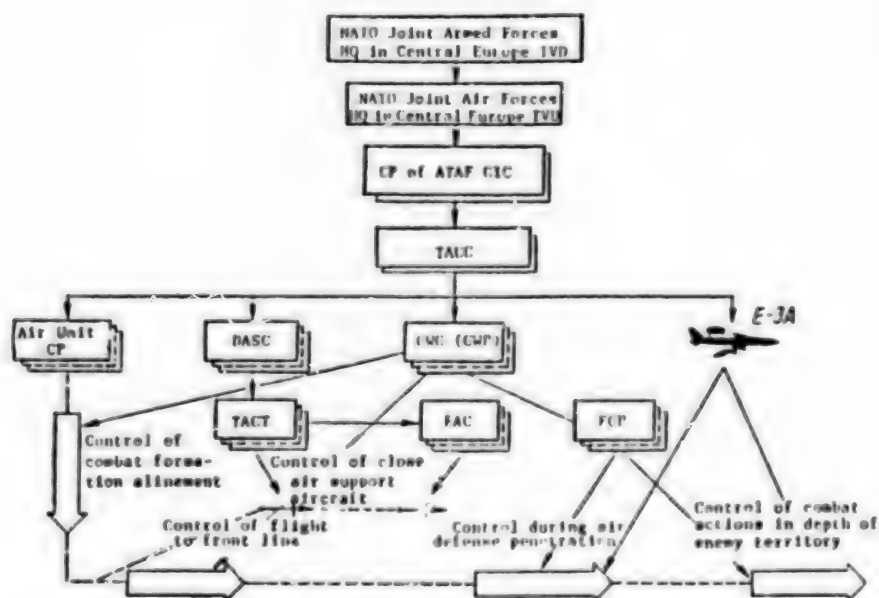 NATO Joint Armed Forces
HQ in Central Europe TVD
NATO Joint Air Forces
HQ in Central Europe TVD
CP of ATAF CIC
TACC
E-3A
Air Unit
CP
DASC
CWC (CWP)
TACT
FAC
FCP
Control of
combat forma-
tion alinement
Control of close
air support
aircraft
Control of flight
to front line
Control during air
defense penetration
Control of combat
actions in depth of
enemy territory